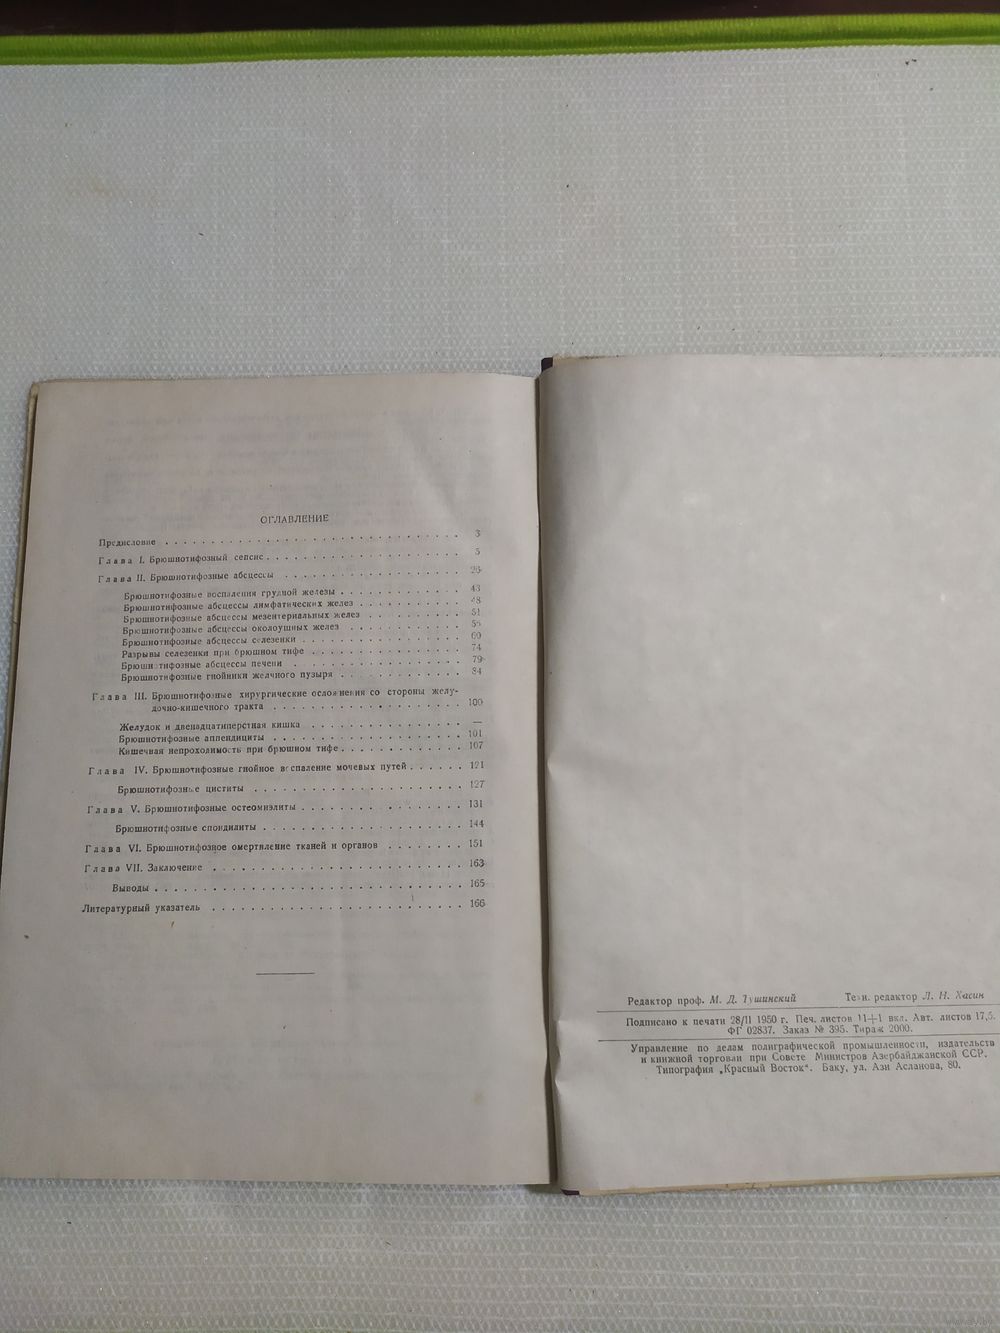 ОГЛАВЛЕНИЕ
Предисловие . . . . . . . . . . . . . . . . . . . . . . . . . . . 3
Глава I. Брюшнотифозный сепсис . . . . . . . . . . . . . . . . . 5
Глава II. Брюшнотифозные абсцессы . . . . . . . . . . . . . . . 26
Брюшнотифозные воспаления грудной железы . . . . . . . . . . . 43
Брюшнотифозные абсцессы лимфатических желез . . . . . . . . . 48
Брюшнотифозные абсцессы мезентериальных желез . . . . . . . . 51
Брюшнотифозные абсцессы околоушных желез . . . . . . . . . . 55
Брюшнотифозные абсцессы селезенки . . . . . . . . . . . . . . 60
Разрывы селезенки при брюшном тифе . . . . . . . . . . . . . 74
Брюшнотифозные абсцессы печени . . . . . . . . . . . . . . . 79
Брюшнотифозные гнойники желчного пузыря . . . . . . . . . . . 84
Глава III. Брюшнотифозные хирургические осложнения со стороны желу-
дочно-кишечного тракта . . . . . . . . . . . . . . . . . . 100
Желудок и двенадцатиперстная кишка . . . . . . . . . . . . . —
Брюшнотифозные аппендициты . . . . . . . . . . . . . . . . . 101
Кишечная непроходимость при брюшном тифе . . . . . . . . . . 107
Глава IV. Брюшнотифозные гнойное воспаление мочевых путей . . . . . . 121
Брюшнотифозные циститы . . . . . . . . . . . . . . . . . . . 127
Глава V. Брюшнотифозные остеомиэлиты . . . . . . . . . . . . . 131
Брюшнотифозные спондилиты . . . . . . . . . . . . . . . . . 144
Глава VI. Брюшнотифозное омертвление тканей и органов . . . . . . . . 151
Глава VII. Заключение . . . . . . . . . . . . . . . . . . . . . 163
Выводы . . . . . . . . . . . . . . . . . . . . . . . . . . 165
Литературный указатель . . . . . . . . . . . . . . . . . . . . 166
Редактор проф. М. Д. Тушинский Техн. редактор Л. Н. Хасин
Подписано к печати 28/II 1950 г. Печ. листов 11+1 вкл. Авт. листов 17,5.
ФГ 02837. Заказ № 395. Тираж 2000.
Управление по делам полиграфической промышленности, издательств
и книжной торговли при Совете Министров Азербайджанской ССР.
Типография „Красный Восток“. Баку, ул. Ази Асланова, 80.